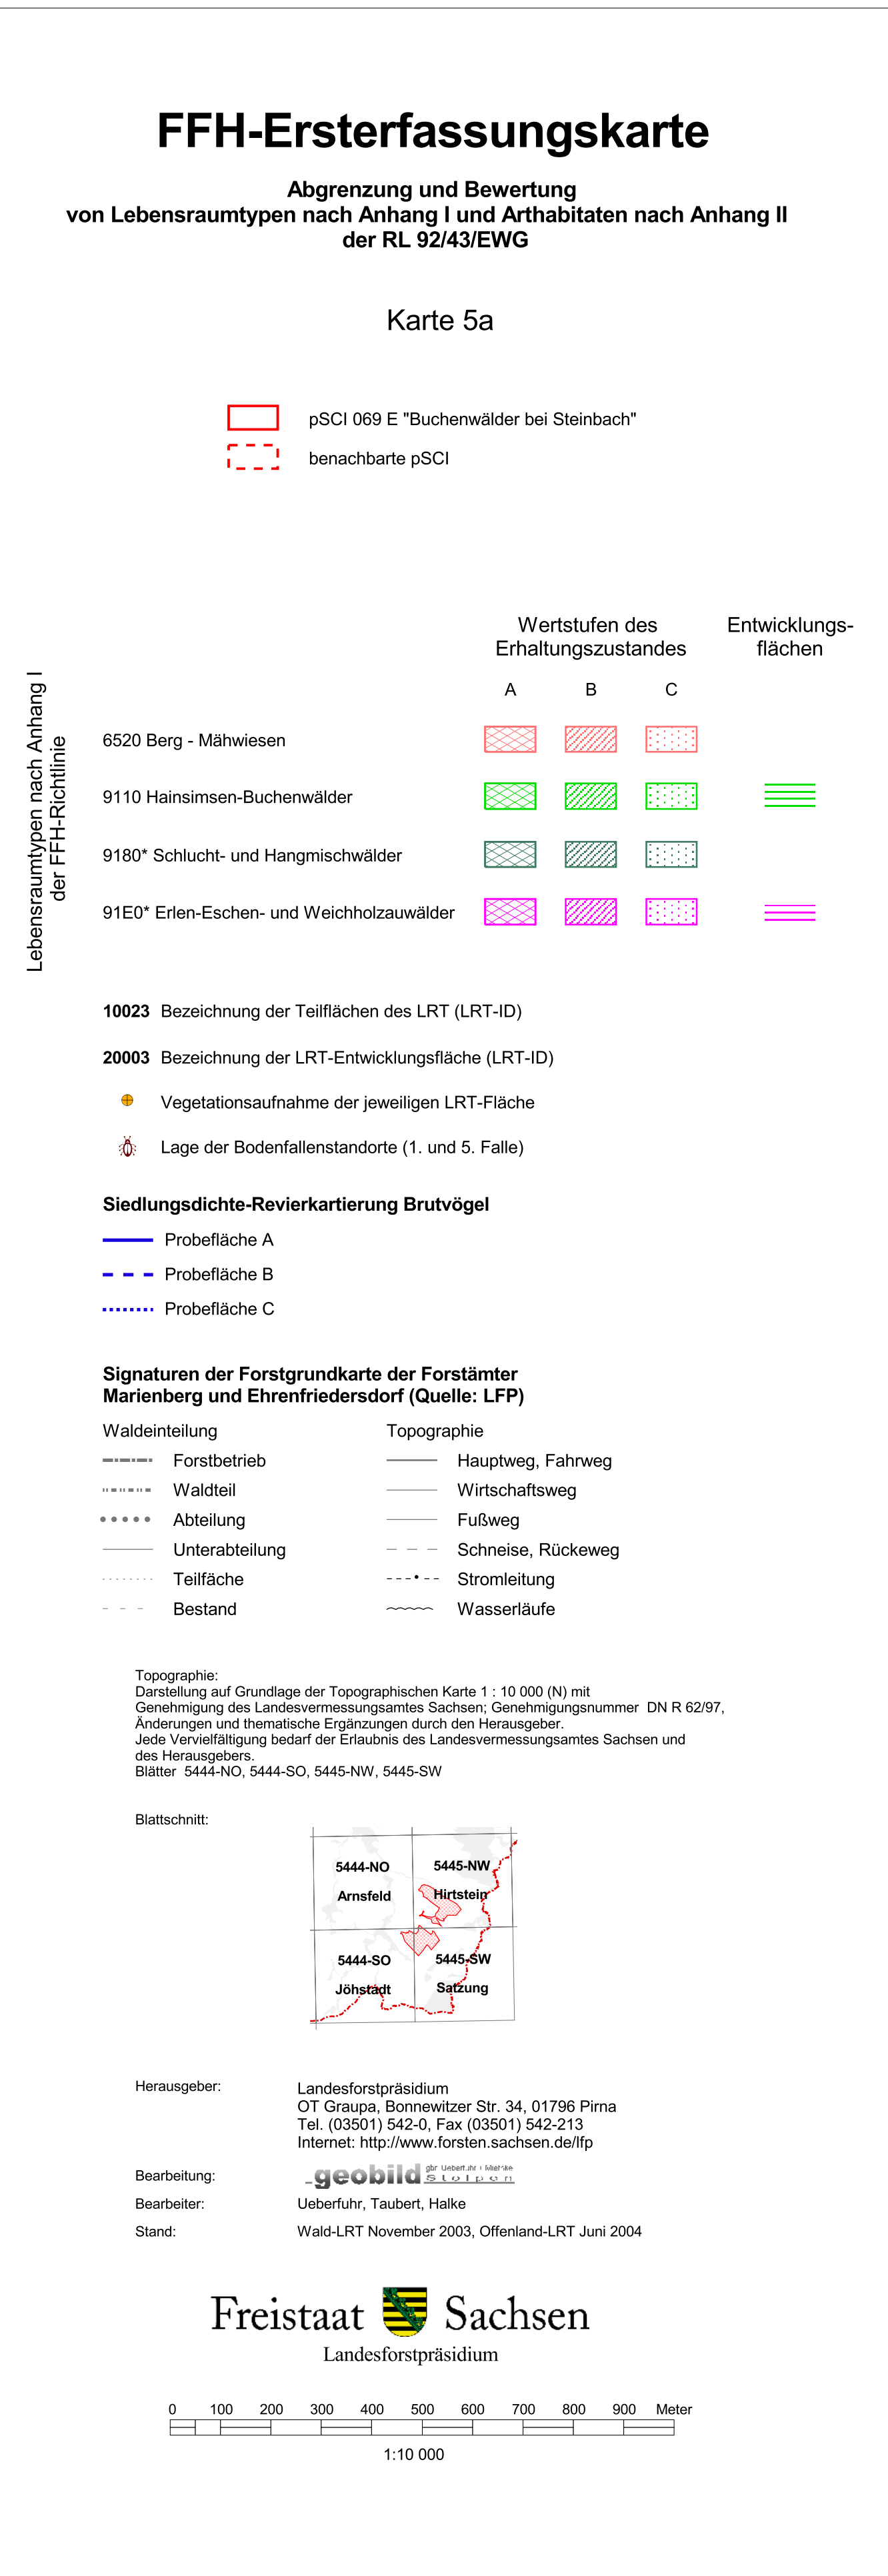 FFH-Ersterfassungskarte
Abgrenzung und Bewertung
von Lebensraumtypen nach Anhang I und Arthabitaten nach Anhang II
der RL 92/43/EWG
Karte 5a
pSCI 069 E "Buchenwälder bei Steinbach"
benachbarte pSCI
Wertstufen des
Erhaltungszustandes
Entwicklungs-
flächen
A B C
Lebensraumtypen nach Anhang I
der FFH-Richtlinie
6520 Berg - Mähwiesen
9110 Hainsimsen-Buchenwälder
9180* Schlucht- und Hangmischwälder
91E0* Erlen-Eschen- und Weichholzauwälder
10023 Bezeichnung der Teilflächen des LRT (LRT-ID)
20003 Bezeichnung der LRT-Entwicklungsfläche (LRT-ID)
Vegetationsaufnahme der jeweiligen LRT-Fläche
Lage der Bodenfallenstandorte (1. und 5. Falle)
Siedlungsdichte-Revierkartierung Brutvögel
Probefläche A
Probefläche B
Probefläche C
Signaturen der Forstgrundkarte der Forstämter
Marienberg und Ehrenfriedersdorf (Quelle: LFP)
Waldeinteilung
Forstbetrieb
Waldteil
Abteilung
Unterabteilung
Teilfäche
Bestand
Topographie
Hauptweg, Fahrweg
Wirtschaftsweg
Fußweg
Schneise, Rückeweg
Stromleitung
Wasserläufe
Topographie:
Darstellung auf Grundlage der Topographischen Karte 1 : 10 000 (N) mit
Genehmigung des Landesvermessungsamtes Sachsen; Genehmigungsnummer DN R 62/97,
Änderungen und thematische Ergänzungen durch den Herausgeber.
Jede Vervielfältigung bedarf der Erlaubnis des Landesvermessungsamtes Sachsen und
des Herausgebers.
Blätter 5444-NO, 5444-SO, 5445-NW, 5445-SW
Blattschnitt:
5444-NO
Arnsfeld
5445-NW
Hirtstein
5444-SO
Jöhstadt
5445-SW
Satzung
Herausgeber:
Landesforstpräsidium
OT Graupa, Bonnewitzer Str. 34, 01796 Pirna
Tel. (03501) 542-0, Fax (03501) 542-213
Internet: http://www.forsten.sachsen.de/lfp
Bearbeitung:
geobild
Stolpen
Bearbeiter: Ueberfuhr, Taubert, Halke
Stand: Wald-LRT November 2003, Offenland-LRT Juni 2004
Freistaat Sachsen
Landesforstpräsidium
0 100 200 300 400 500 600 700 800 900 Meter
1:10 000